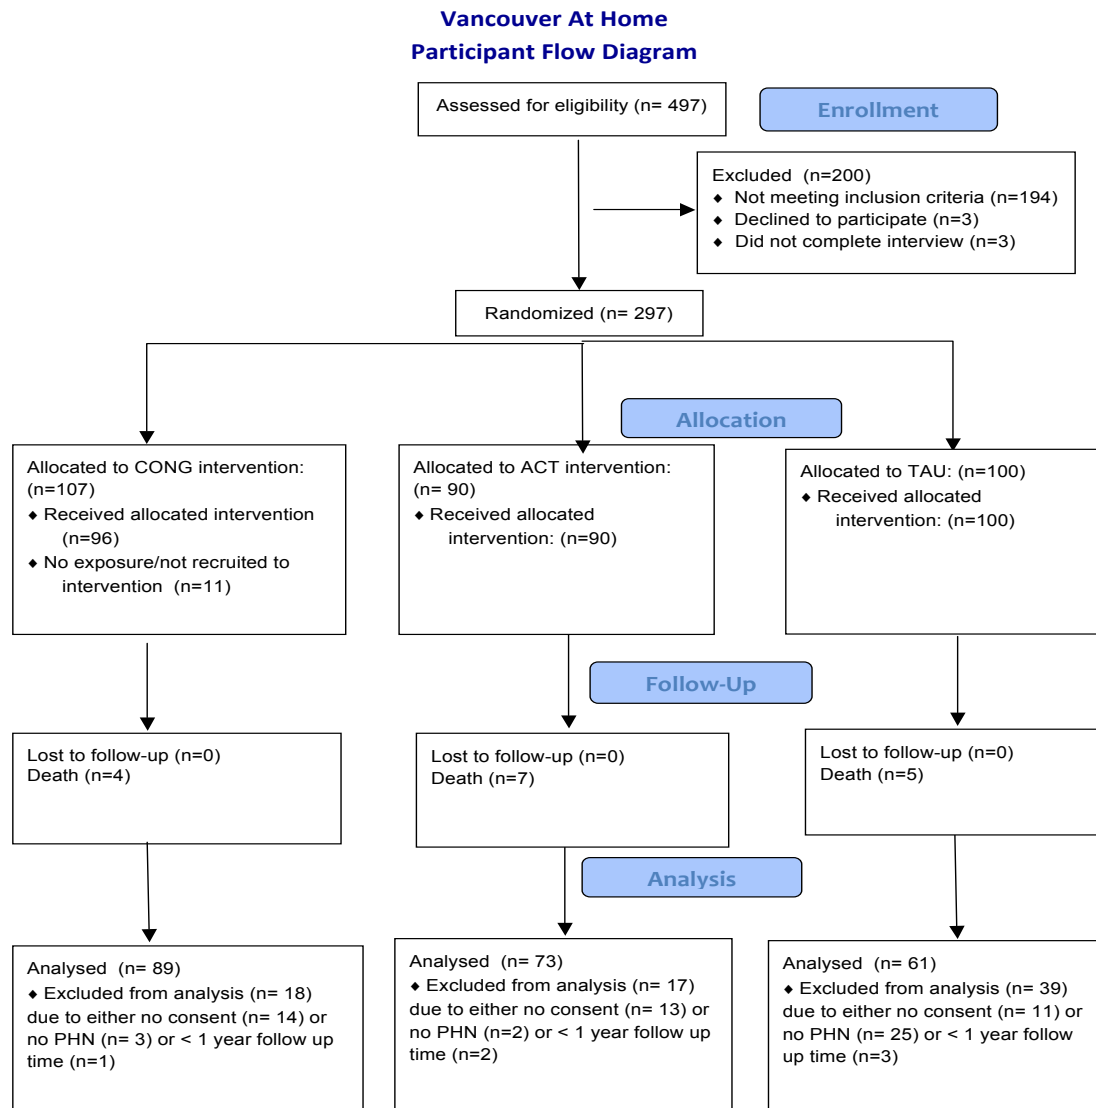 Vancouver At Home
Participant Flow Diagram
Assessed for eligibility (n= 497)
Enrollment
Excluded (n=200)
◆ Not meeting inclusion criteria (n=194)
◆ Declined to participate (n=3)
◆ Did not complete interview (n=3)
Randomized (n= 297)
Allocation
Allocated to CONG intervention:
(n=107)
◆ Received allocated intervention
(n=96)
◆ No exposure/not recruited to
intervention (n=11)
Allocated to ACT intervention:
(n= 90)
◆ Received allocated
intervention: (n=90)
Allocated to TAU: (n=100)
◆ Received allocated
intervention: (n=100)
Follow-Up
Lost to follow-up (n=0)
Death (n=4)
Lost to follow-up (n=0)
Death (n=7)
Lost to follow-up (n=0)
Death (n=5)
Analysis
Analysed (n= 89)
◆ Excluded from analysis (n= 18)
due to either no consent (n= 14) or
no PHN (n= 3) or < 1 year follow up
time (n=1)
Analysed (n= 73)
◆ Excluded from analysis (n= 17)
due to either no consent (n= 13) or
no PHN (n=2) or < 1 year follow up
time (n=2)
Analysed (n= 61)
◆ Excluded from analysis (n= 39)
due to either no consent (n= 11) or
no PHN (n= 25) or < 1 year follow
up time (n=3)